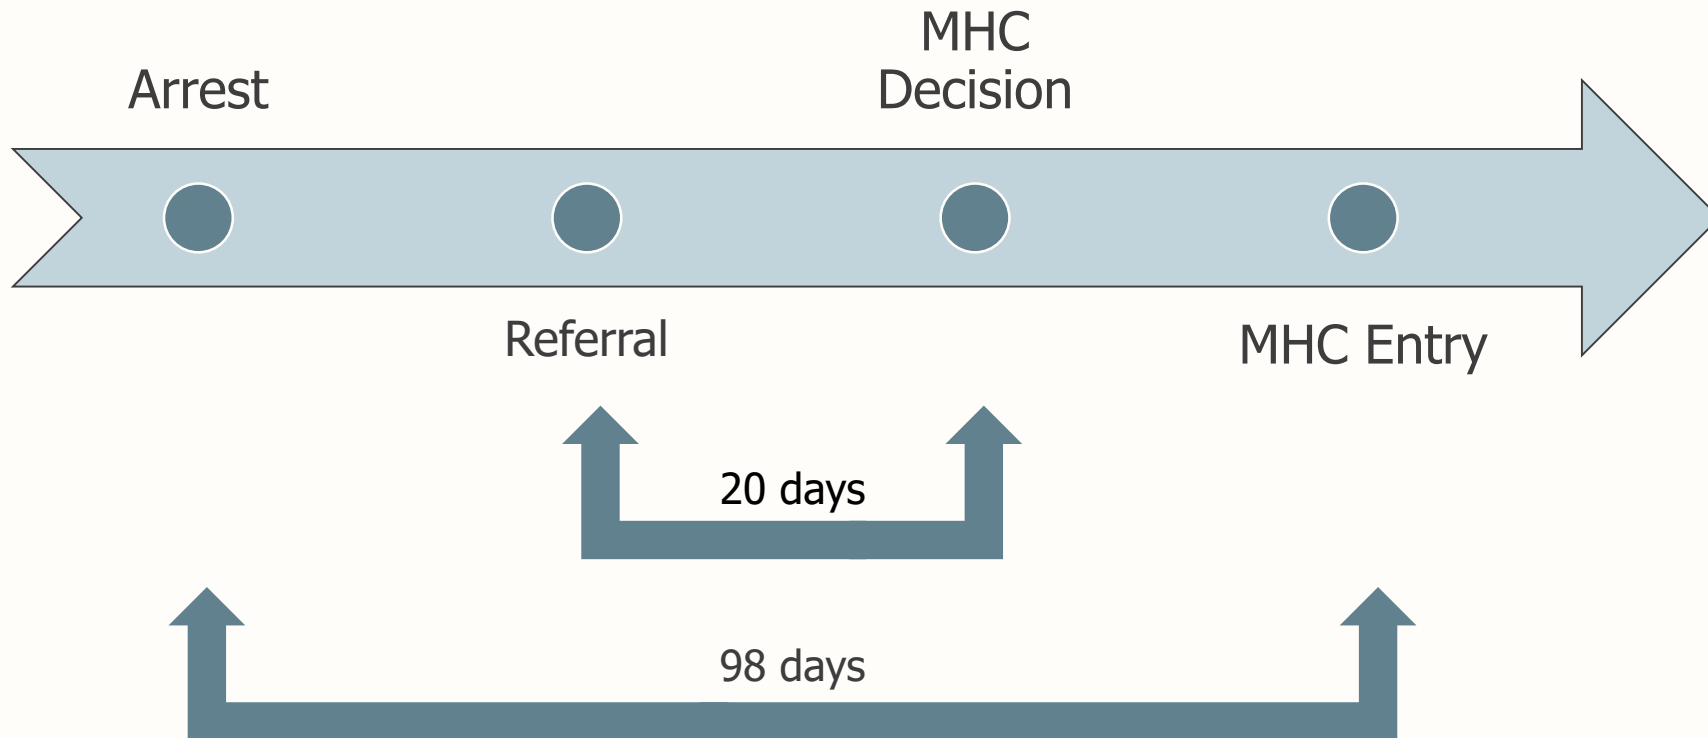 Arrest
MHC
Decision
Referral
MHC Entry
20 days
98 days